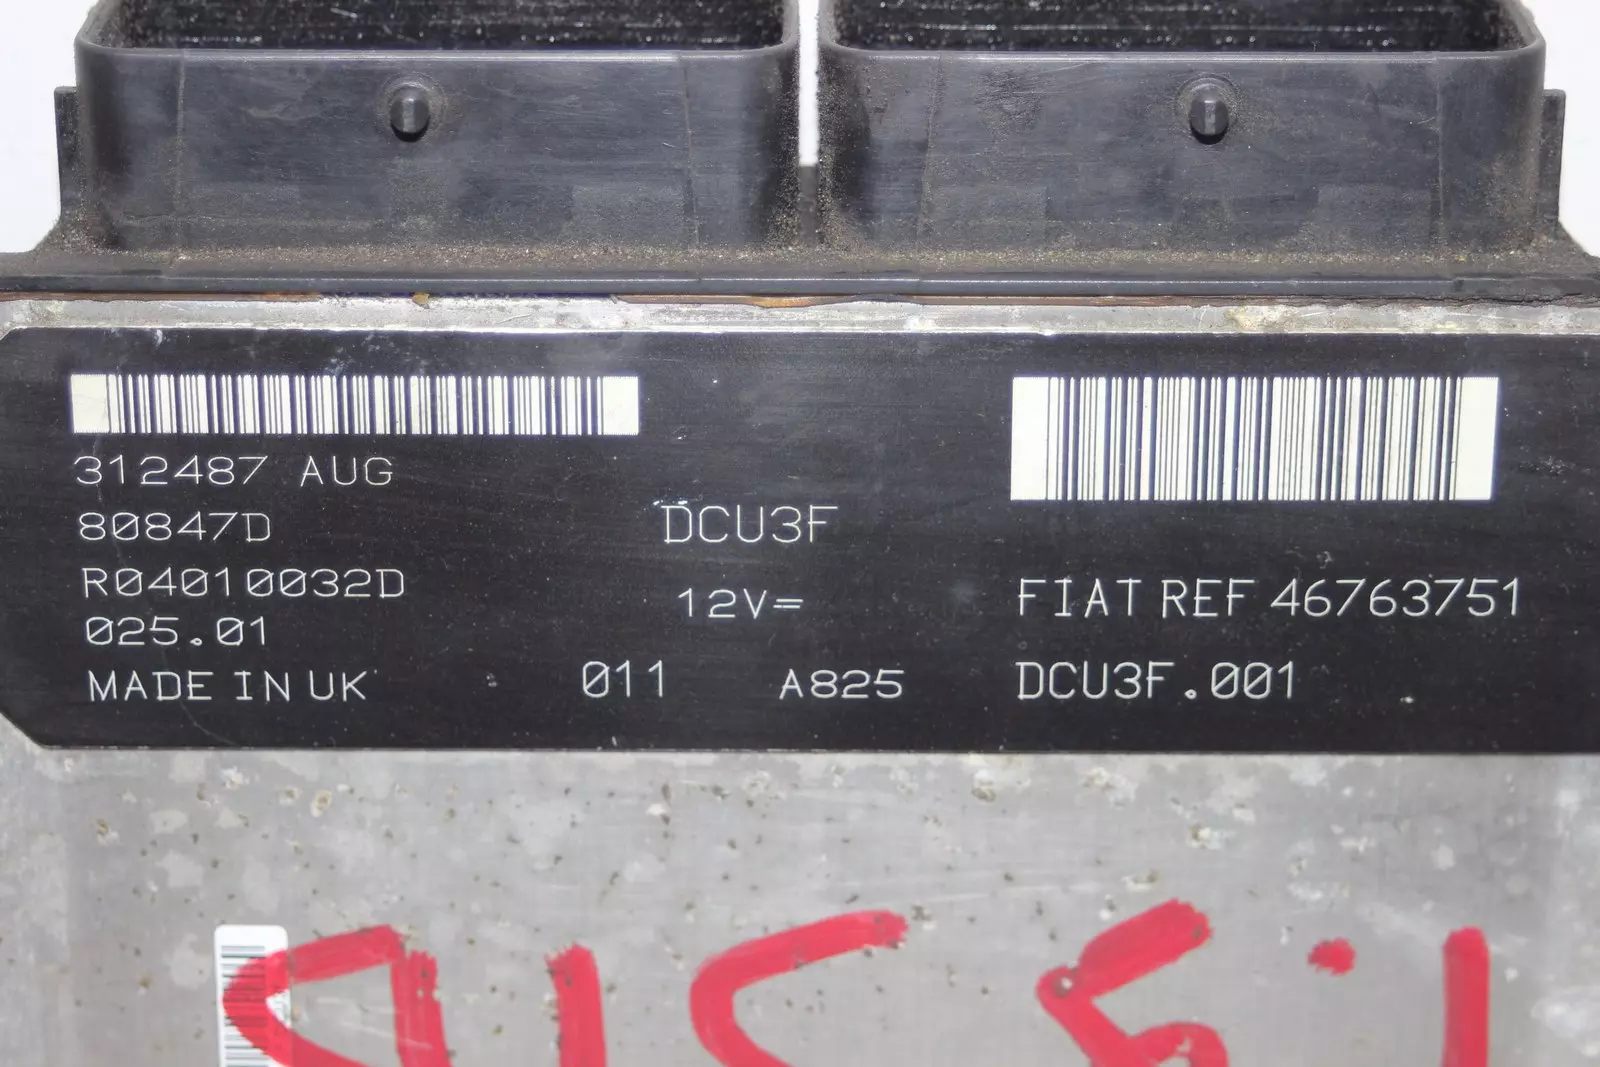 312487 AUG
80847D
R04010032D
025.01
MADE IN UK
011
DCU3F
12V=
A825
FIAT REF 46763751
DCU3F.001